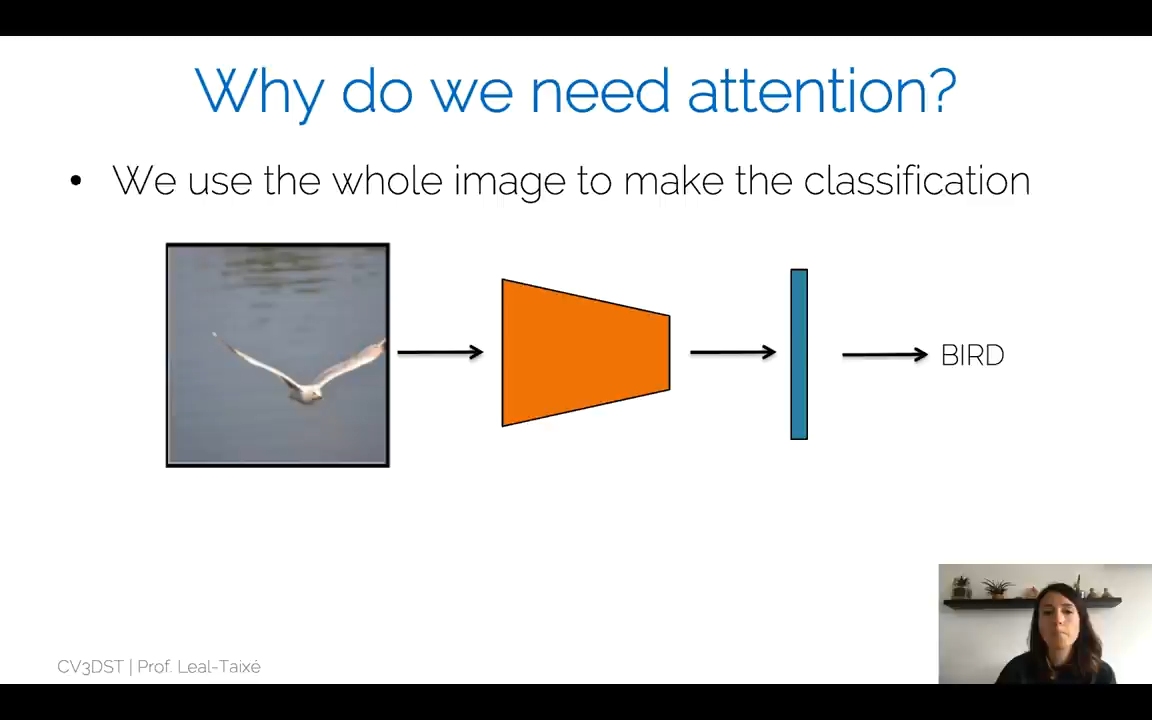 Why do we need attention?
• We use the whole image to make the classification
BIRD
CV3DST | Prof. Leal-Taixé